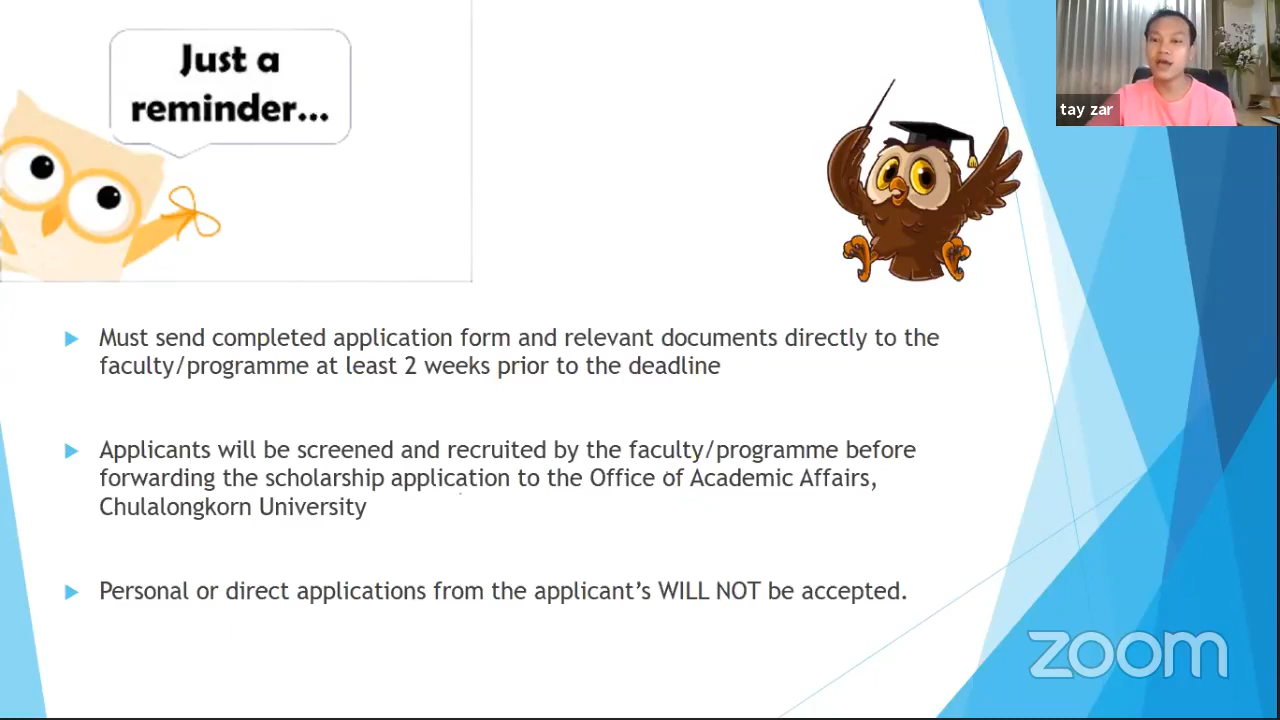 Just a
reminder...
tay zar
Must send completed application form and relevant documents directly to the
faculty/programme at least 2 weeks prior to the deadline
Applicants will be screened and recruited by the faculty/programme before
forwarding the scholarship application to the Office of Academic Affairs,
Chulalongkorn University
Personal or direct applications from the applicant’s WILL NOT be accepted.
zoom